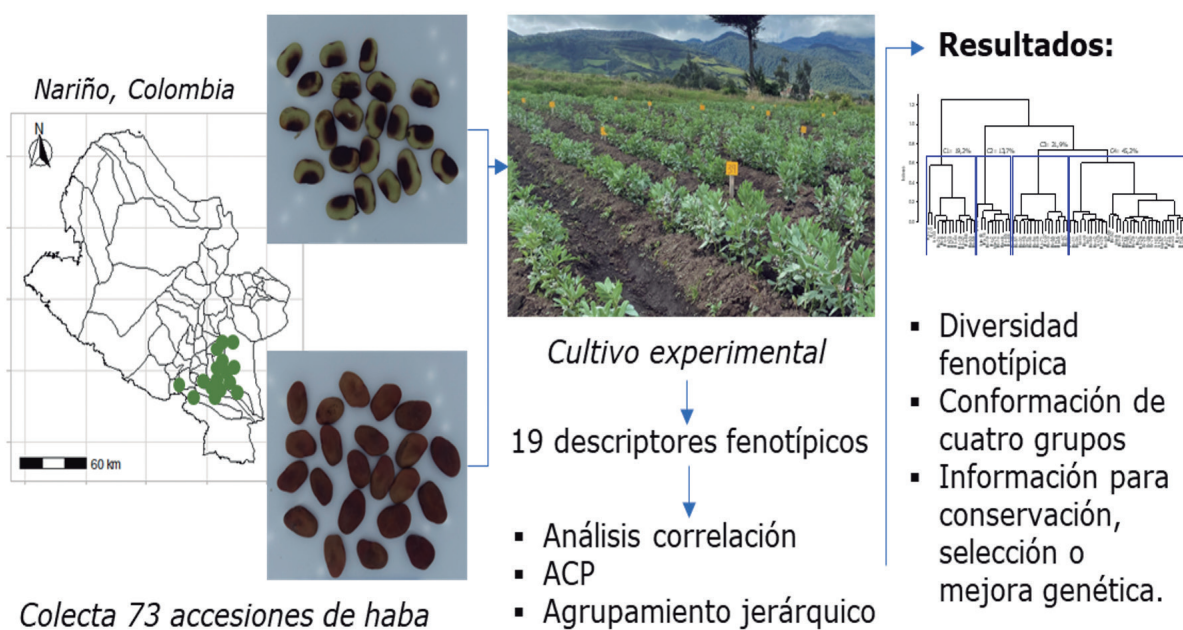 Nariño, Colombia
N
60 km
Colecta 73 accesiones de haba
Cultivo experimental
19 descriptores fenotípicos
▪ Análisis correlación
▪ ACP
▪ Agrupamiento jerárquico
Resultados:
▪ Diversidad
fenotípica
▪ Conformación de
cuatro grupos
▪ Información para
conservación,
selección o
mejora genética.